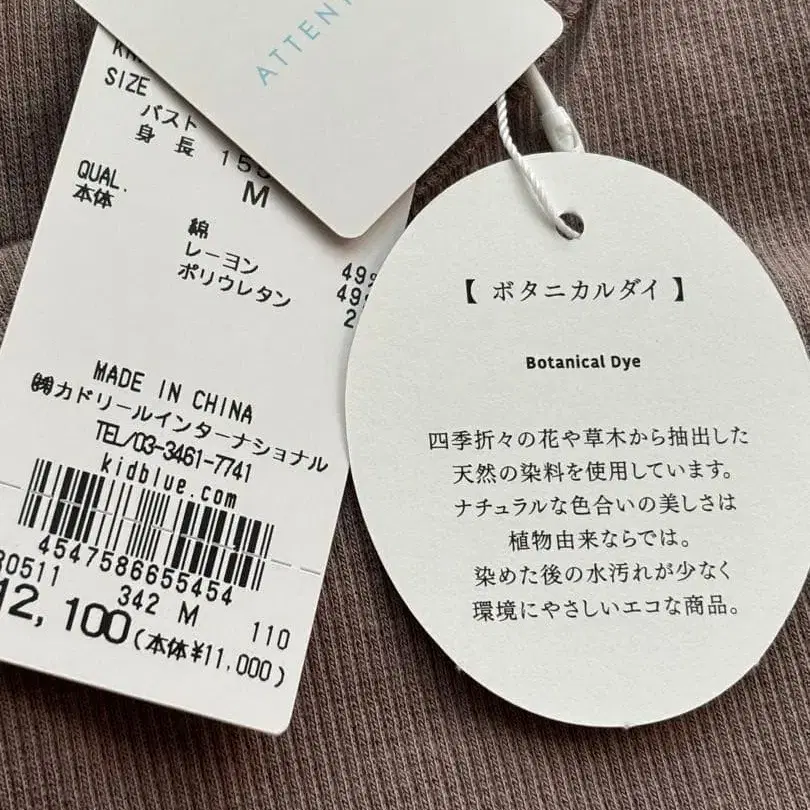 ATTENT
SIZE
バスト
身長 15
M
QUAL.
本体
綿 49%
レーヨン 49
ポリウレタン 2
MADE IN CHINA
㈱カドリールインターナショナル
TEL/03-3461-7741
kidblue.com
4547586655454
30511 342 M 110
12,100(本体¥11,000)
【 ボタニカルダイ 】
Botanical Dye
四季折々の花や草木から抽出した
天然の染料を使用しています。
ナチュラルな色合いの美しさは
植物由来ならでは。
染めた後の水汚れが少なく
環境にやさしいエコな商品。